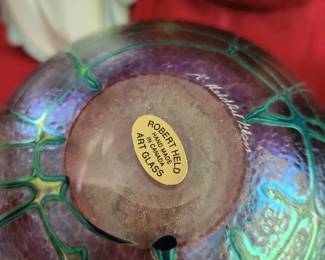 ROBERT HELD
HAND MADE
IN CANADA
ART GLASS